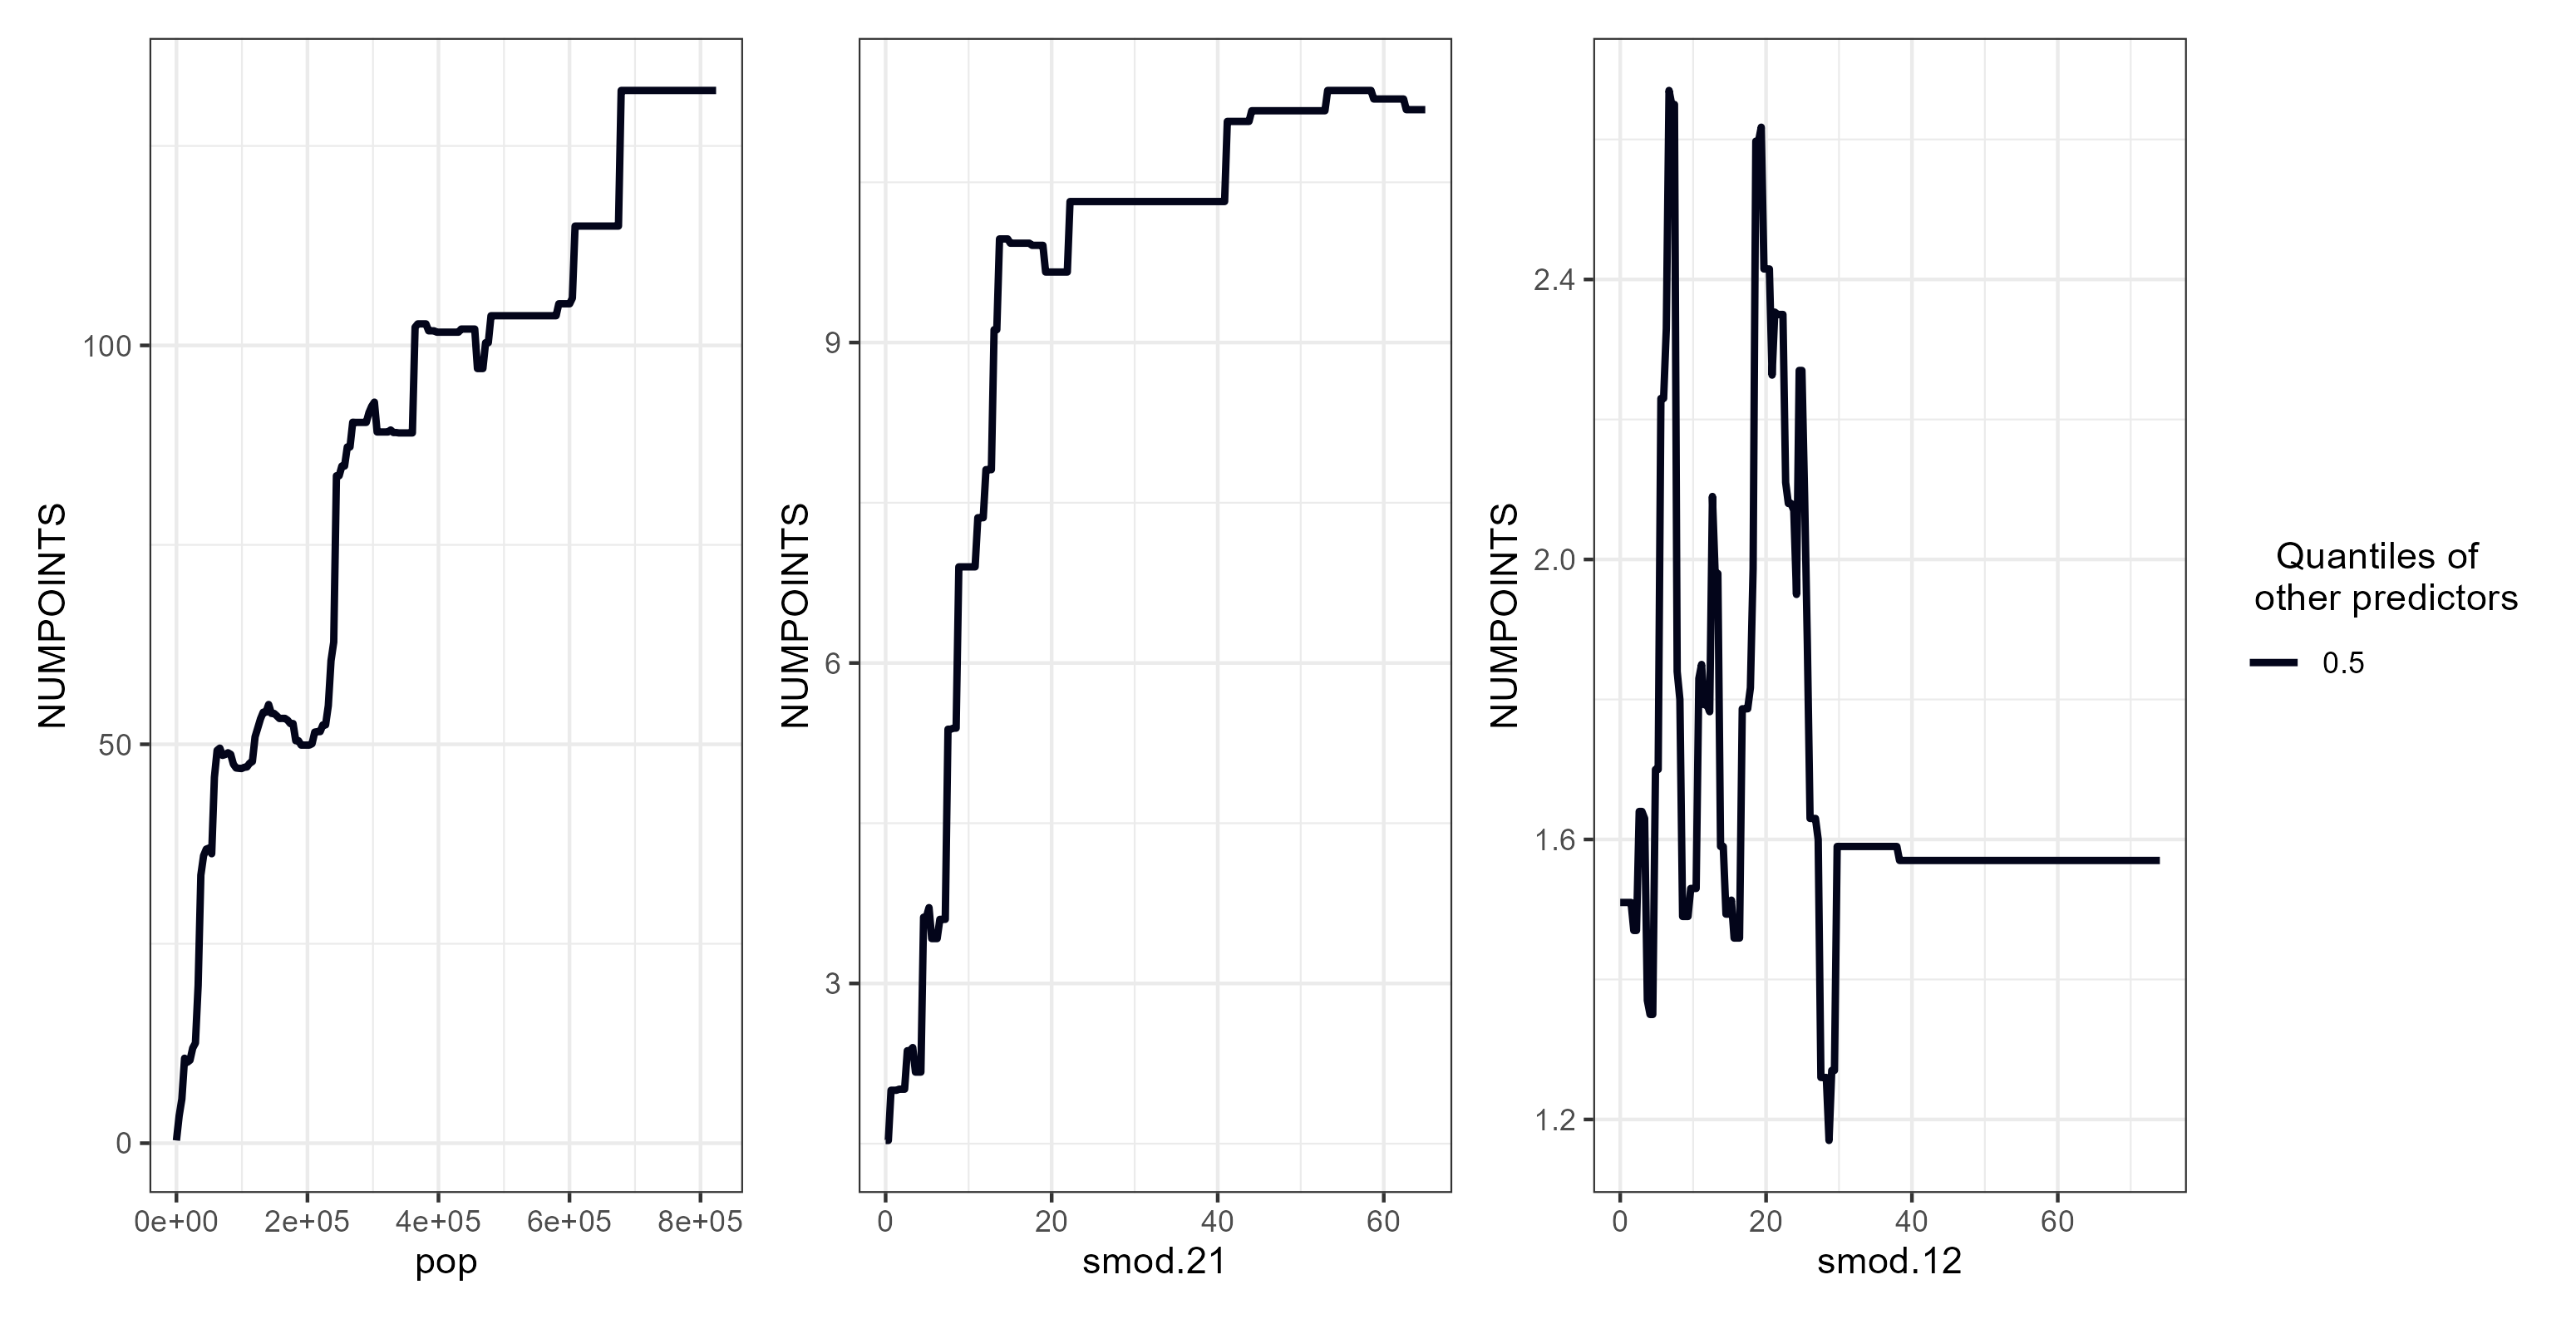 NUMPOINTS
100
50
0
0e+00 2e+05 4e+05 6e+05 8e+05
pop
NUMPOINTS
9
6
3
0 20 40 60
smod.21
NUMPOINTS
2.4
2.0
1.6
1.2
0 20 40 60
smod.12
Quantiles of
other predictors
0.5